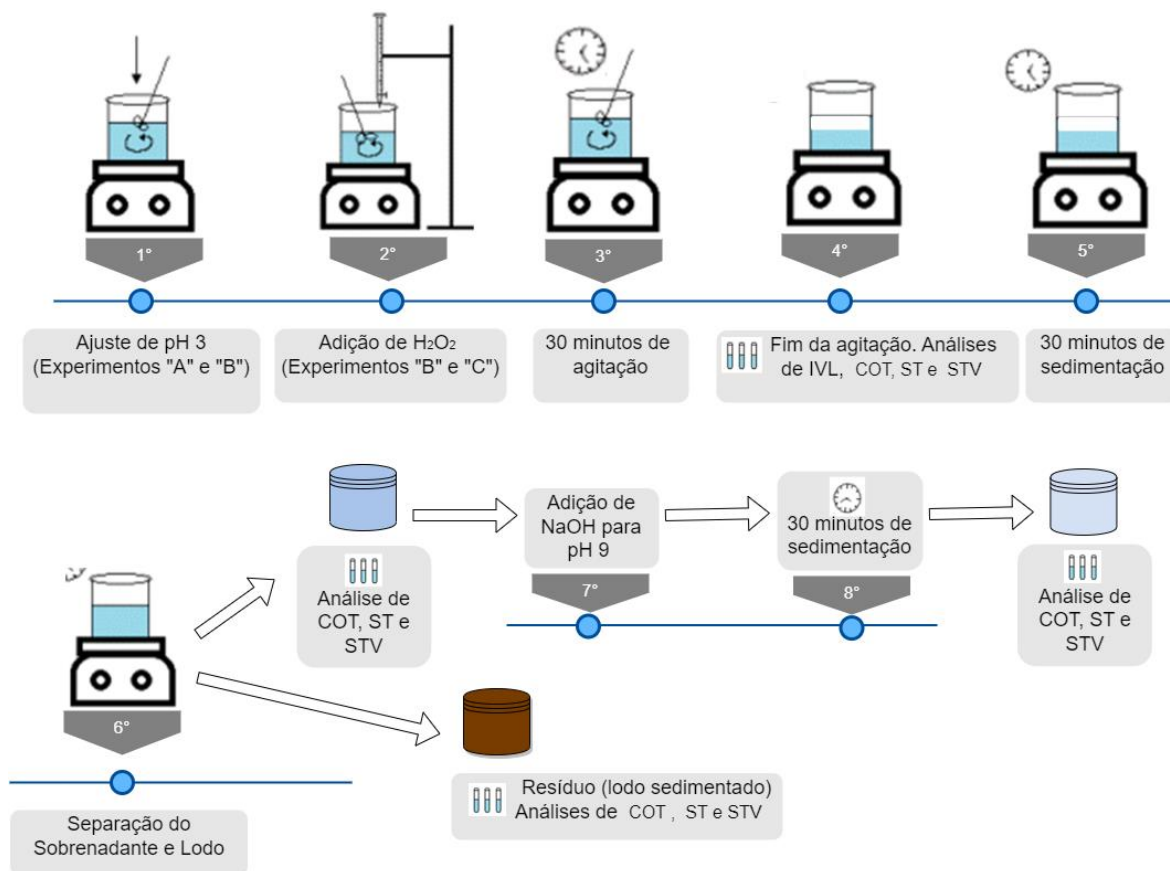 1°
2°
3°
4°
5°
Ajuste de pH 3
(Experimentos "A" e "B")
Adição de H₂O₂
(Experimentos "B" e "C")
30 minutos de
agitação
Fim da agitação. Análises
de IVL, COT, ST e STV
30 minutos de
sedimentação
Análise de
COT, ST e
STV
Adição de
NaOH para
pH 9
7°
30 minutos de
sedimentação
8°
Análise de
COT, ST e
STV
6°
Separação do
Sobrenadante e Lodo
Resíduo (lodo sedimentado)
Análises de COT , ST e STV